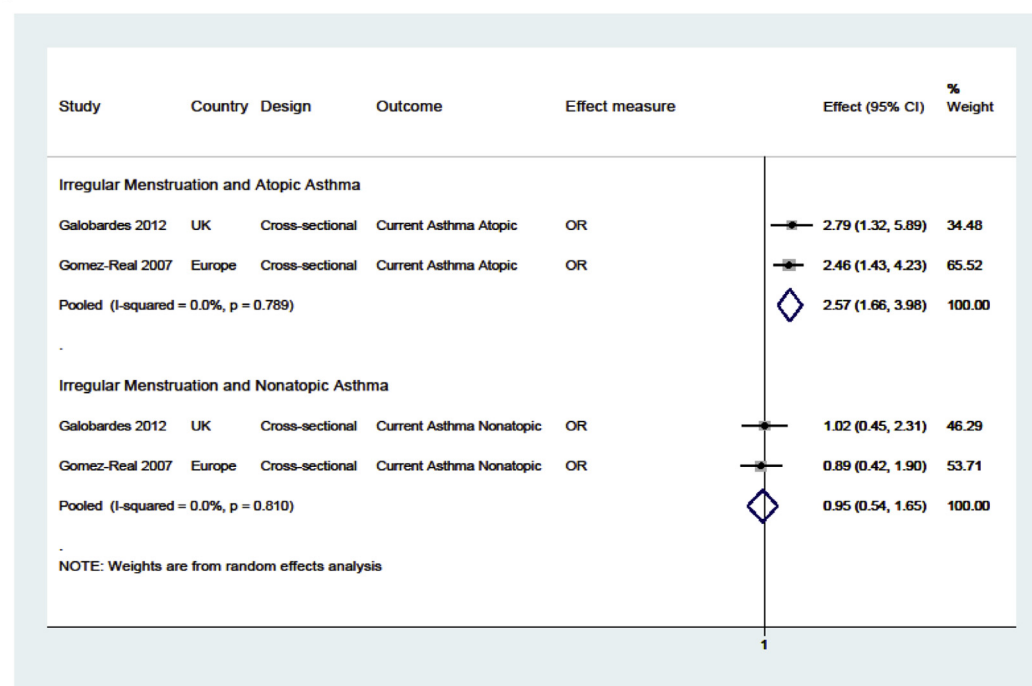 %
Study Country Design Outcome Effect measure Effect (95% CI) Weight
Irregular Menstruation and Atopic Asthma
Galobardes 2012 UK Cross-sectional Current Asthma Atopic OR 2.79 (1.32, 5.89) 34.48
Gomez-Real 2007 Europe Cross-sectional Current Asthma Atopic OR 2.46 (1.43, 4.23) 65.52
Pooled (I-squared = 0.0%, p = 0.789) 2.57 (1.66, 3.98) 100.00
.
Irregular Menstruation and Nonatopic Asthma
Galobardes 2012 UK Cross-sectional Current Asthma Nonatopic OR 1.02 (0.45, 2.31) 46.29
Gomez-Real 2007 Europe Cross-sectional Current Asthma Nonatopic OR 0.89 (0.42, 1.90) 53.71
Pooled (I-squared = 0.0%, p = 0.810) 0.95 (0.54, 1.65) 100.00
.
NOTE: Weights are from random effects analysis
1